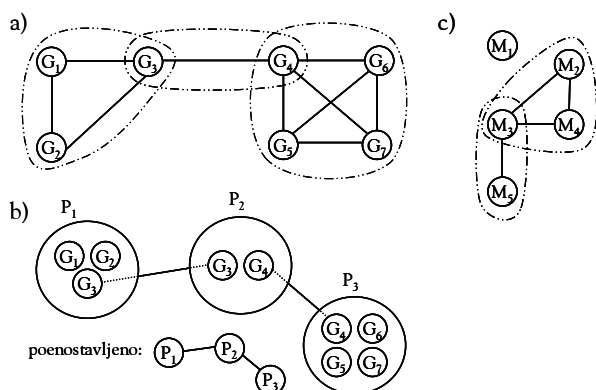 a)
G₁ G₃ G₄ G₆
G₂ G₅ G₇
c)
M₁
M₂
M₃ M₄
M₅
b)
P₁ P₂
G₁ G₂
G₃
G₃ G₄
P₃
G₄ G₆
G₅ G₇
poenostavljeno: P₁ P₂
P₃